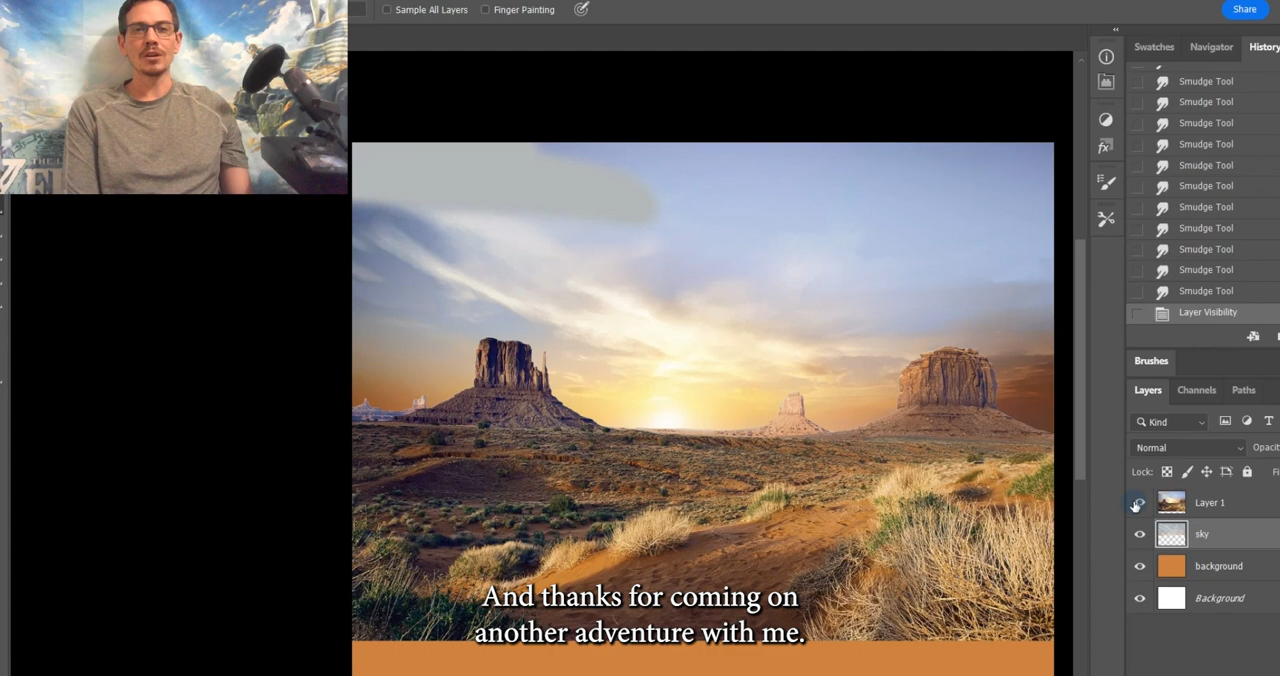 Sample All Layers Finger Painting
Share
Swatches Navigator History
Smudge Tool
Smudge Tool
Smudge Tool
Smudge Tool
Smudge Tool
Smudge Tool
Smudge Tool
Smudge Tool
Smudge Tool
Smudge Tool
Smudge Tool
Layer Visibility
Brushes
Layers Channels Paths
Kind
Normal Opacit
Lock: Fi
Layer 1
sky
background
Background
And thanks for coming on
another adventure with me.